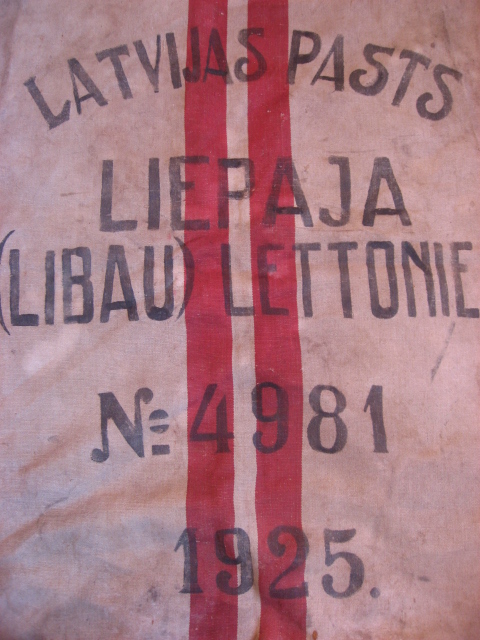 LATVIJAS PASTS
LIEPAJA
(LIBAU) LETTONIE
№ 4981
1925.